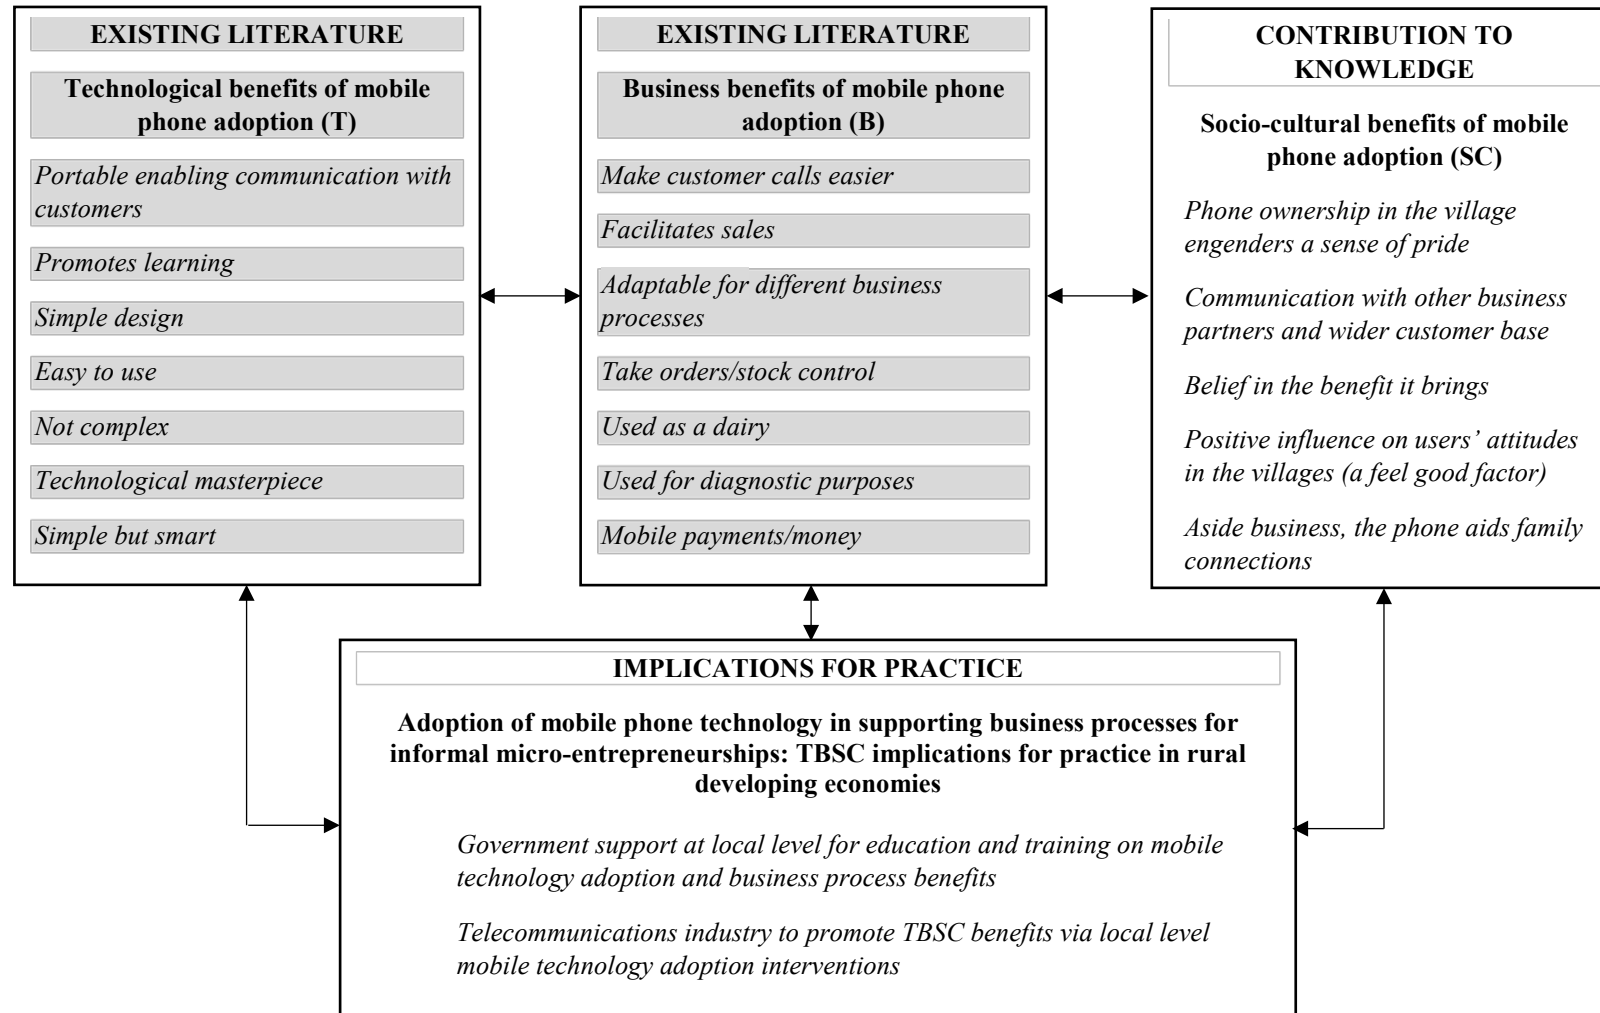 EXISTING LITERATURE
Technological benefits of mobile
phone adoption (T)
Portable enabling communication with
customers
Promotes learning
Simple design
Easy to use
Not complex
Technological masterpiece
Simple but smart
EXISTING LITERATURE
Business benefits of mobile phone
adoption (B)
Make customer calls easier
Facilitates sales
Adaptable for different business
processes
Take orders/stock control
Used as a dairy
Used for diagnostic purposes
Mobile payments/money
CONTRIBUTION TO
KNOWLEDGE
Socio-cultural benefits of mobile
phone adoption (SC)
Phone ownership in the village
engenders a sense of pride
Communication with other business
partners and wider customer base
Belief in the benefit it brings
Positive influence on users’ attitudes
in the villages (a feel good factor)
Aside business, the phone aids family
connections
IMPLICATIONS FOR PRACTICE
Adoption of mobile phone technology in supporting business processes for
informal micro-entrepreneurships: TBSC implications for practice in rural
developing economies
Government support at local level for education and training on mobile
technology adoption and business process benefits
Telecommunications industry to promote TBSC benefits via local level
mobile technology adoption interventions